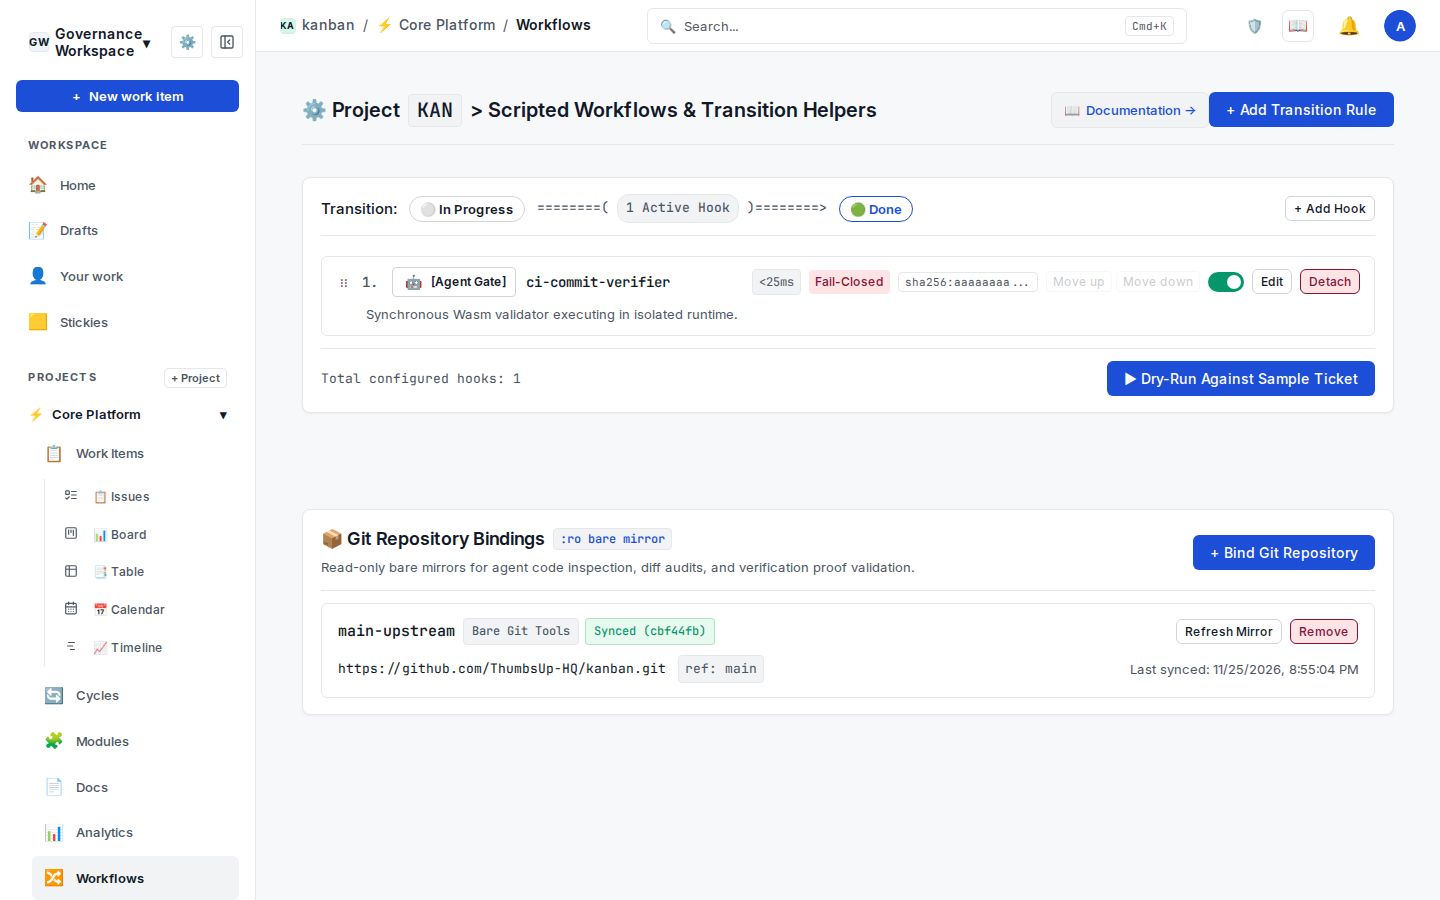 GW Governance Workspace ▾
+ New work item
WORKSPACE
Home
Drafts
Your work
Stickies
PROJECTS
+ Project
Core Platform ▾
Work Items
Issues
Board
Table
Calendar
Timeline
Cycles
Modules
Docs
Analytics
Workflows
KA kanban / ⚡ Core Platform / Workflows
Search... Cmd+K
A
Project KAN > Scripted Workflows & Transition Helpers
Documentation →
+ Add Transition Rule
Transition: In Progress ========( 1 Active Hook )========> Done
+ Add Hook
1. [Agent Gate] ci-commit-verifier <25ms Fail-Closed sha256:aaaaaaaa... Move up Move down Edit Detach
Synchronous Wasm validator executing in isolated runtime.
Total configured hooks: 1
▶ Dry-Run Against Sample Ticket
Git Repository Bindings :ro bare mirror
Read-only bare mirrors for agent code inspection, diff audits, and verification proof validation.
+ Bind Git Repository
main-upstream Bare Git Tools Synced (cbf44fb)
Refresh Mirror Remove
https://github.com/ThumbsUp-HQ/kanban.git ref: main
Last synced: 11/25/2026, 8:55:04 PM